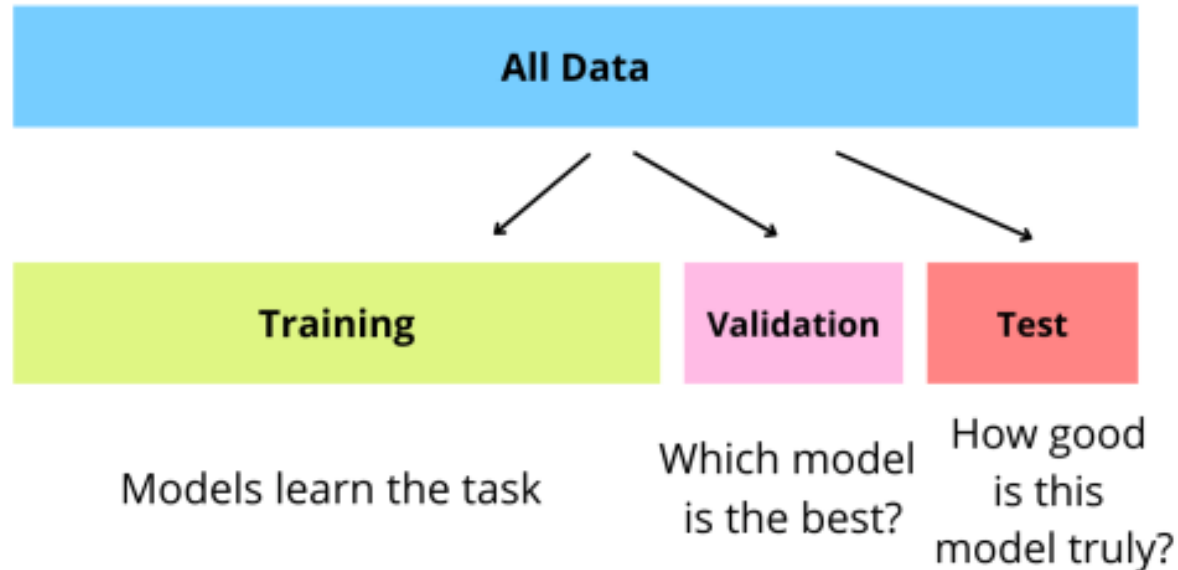 All Data
Training
Validation
Test
Models learn the task
Which model
is the best?
How good
is this
model truly?